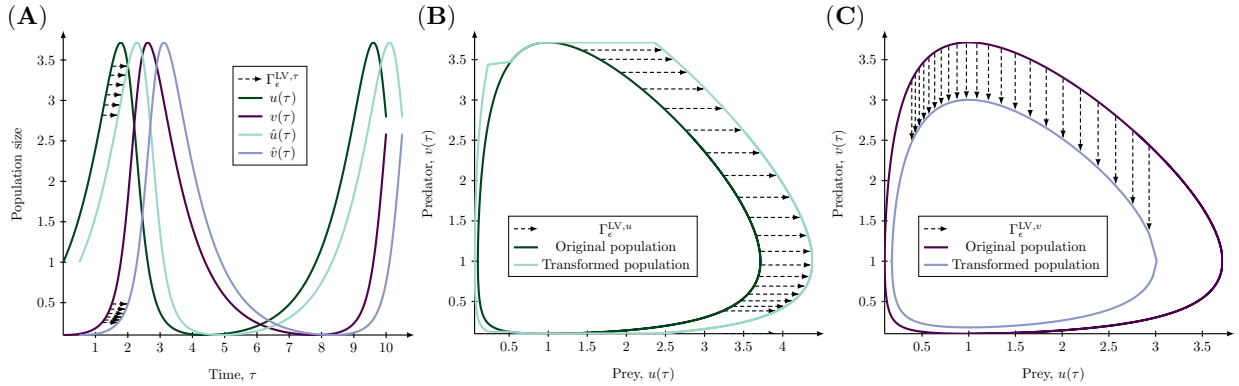 (A)
Population size
3.5
3
2.5
2
1.5
1
0.5
1 2 3 4 5 6 7 8 9 10
Time, τ
Γ_ϵ^{LV,τ}
u(τ)
v(τ)
û(τ)
v̂(τ)
(B)
Predator, v(τ)
3.5
3
2.5
2
1.5
1
0.5
0.5 1 1.5 2 2.5 3 3.5 4
Prey, u(τ)
Γ_ϵ^{LV,u}
Original population
Transformed population
(C)
Predator, v(τ)
3.5
3
2.5
2
1.5
1
0.5
0.5 1 1.5 2 2.5 3 3.5
Prey, u(τ)
Γ_ϵ^{LV,v}
Original population
Transformed population